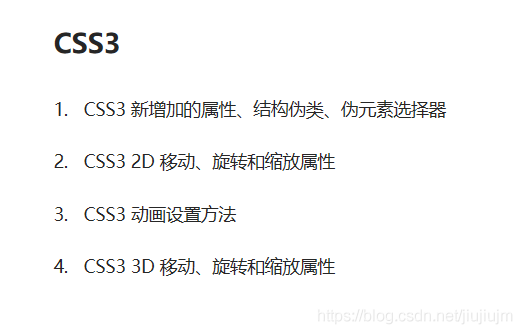 CSS3
1. CSS3 新增加的属性、结构伪类、伪元素选择器
2. CSS3 2D 移动、旋转和缩放属性
3. CSS3 动画设置方法
4. CSS3 3D 移动、旋转和缩放属性
https://blog.csdn.net/jiujiujm